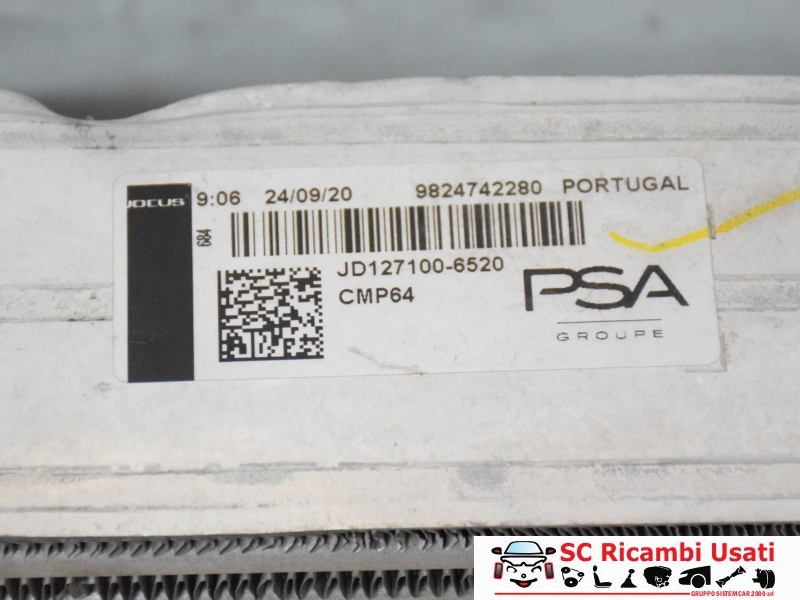 9:06 24/09/20 9824742280 PORTUGAL
684
JD127100-6520
CMP64
PSA
GROUPE
SC Ricambi Usati
GRUPPO SISTEMCAR 2000 srl